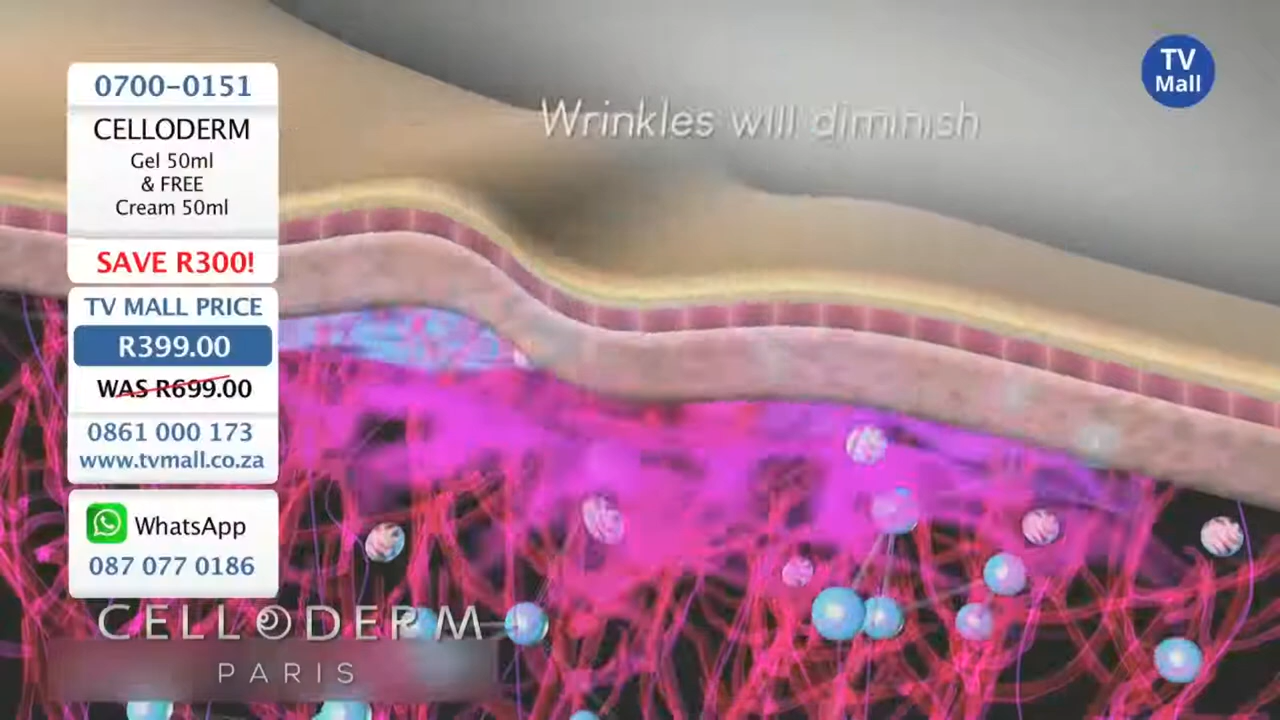 0700-0151
CELLODERM
Gel 50ml
& FREE
Cream 50ml
SAVE R300!
TV MALL PRICE
R399.00
WAS R699.00
0861 000 173
www.tvmall.co.za
WhatsApp
087 077 0186
CELLODERM
PARIS
Wrinkles will diminish
TV
Mall